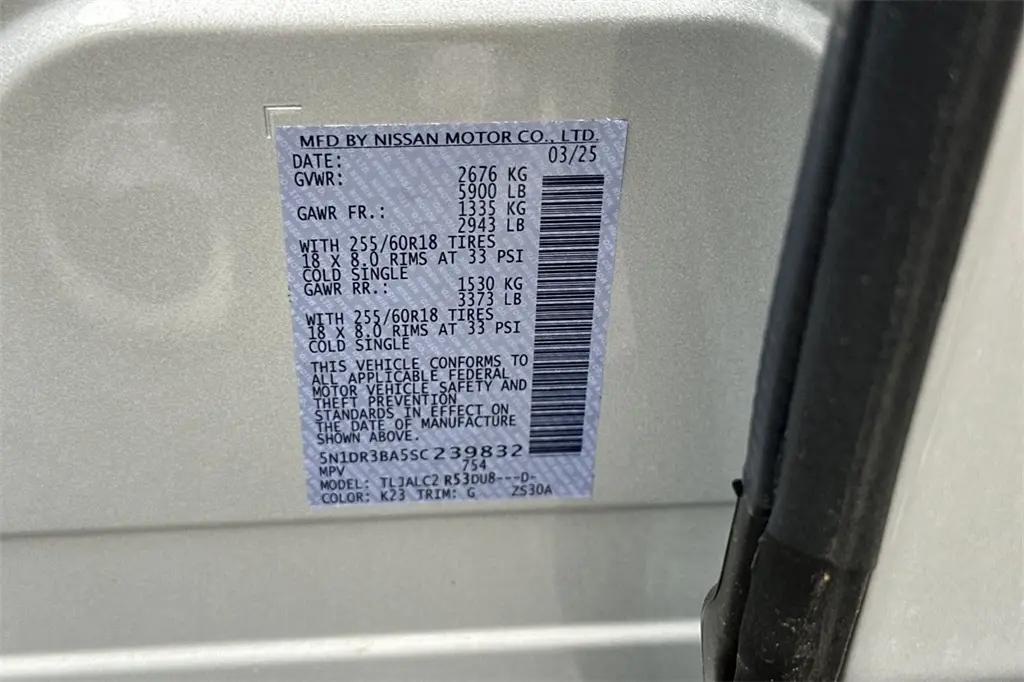 MFD BY NISSAN MOTOR CO., LTD.
DATE: 03/25
GVWR: 2676 KG
5900 LB
GAWR FR.: 1335 KG
2943 LB
WITH 255/60R18 TIRES
18 X 8.0 RIMS AT 33 PSI
COLD SINGLE
GAWR RR.: 1530 KG
3373 LB
WITH 255/60R18 TIRES
18 X 8.0 RIMS AT 33 PSI
COLD SINGLE
THIS VEHICLE CONFORMS TO
ALL APPLICABLE FEDERAL
MOTOR VEHICLE SAFETY AND
THEFT PREVENTION
STANDARDS IN EFFECT ON
THE DATE OF MANUFACTURE
SHOWN ABOVE.
5N1DR3BA5SC239832
MPV 754
MODEL: TLJALC2 R53DU8---D-
COLOR: K23 TRIM: G ZS30A